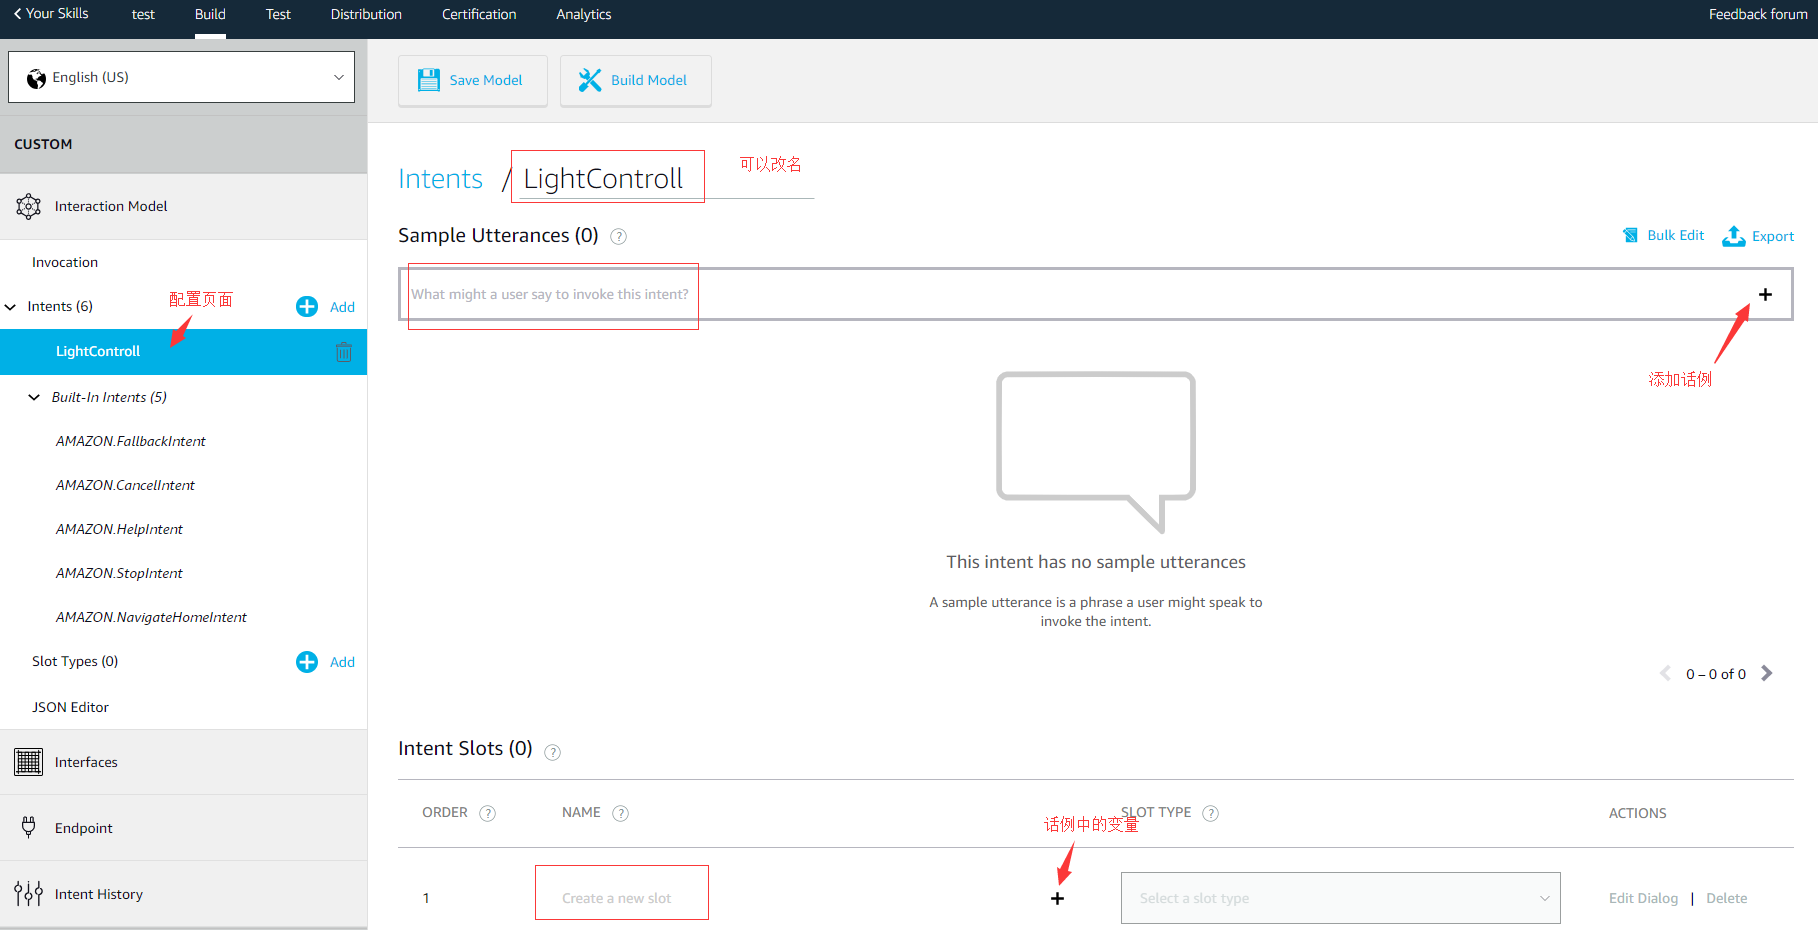 Your Skills test Build Test Distribution Certification Analytics Feedback forum
English (US)
CUSTOM
Interaction Model
Invocation
Intents (6) Add
配置页面
LightControll
Built-In Intents (5)
AMAZON.FallbackIntent
AMAZON.CancelIntent
AMAZON.HelpIntent
AMAZON.StopIntent
AMAZON.NavigateHomeIntent
Slot Types (0) Add
JSON Editor
Interfaces
Endpoint
Intent History
Save Model Build Model
Intents / LightControll
可以改名
Sample Utterances (0) ?
Bulk Edit Export
What might a user say to invoke this intent?
添加话例
This intent has no sample utterances
A sample utterance is a phrase a user might speak to
invoke the intent.
0 – 0 of 0
Intent Slots (0) ?
ORDER ? NAME ? SLOT TYPE ? ACTIONS
话例中的变量
1 Create a new slot Select a slot type Edit Dialog | Delete